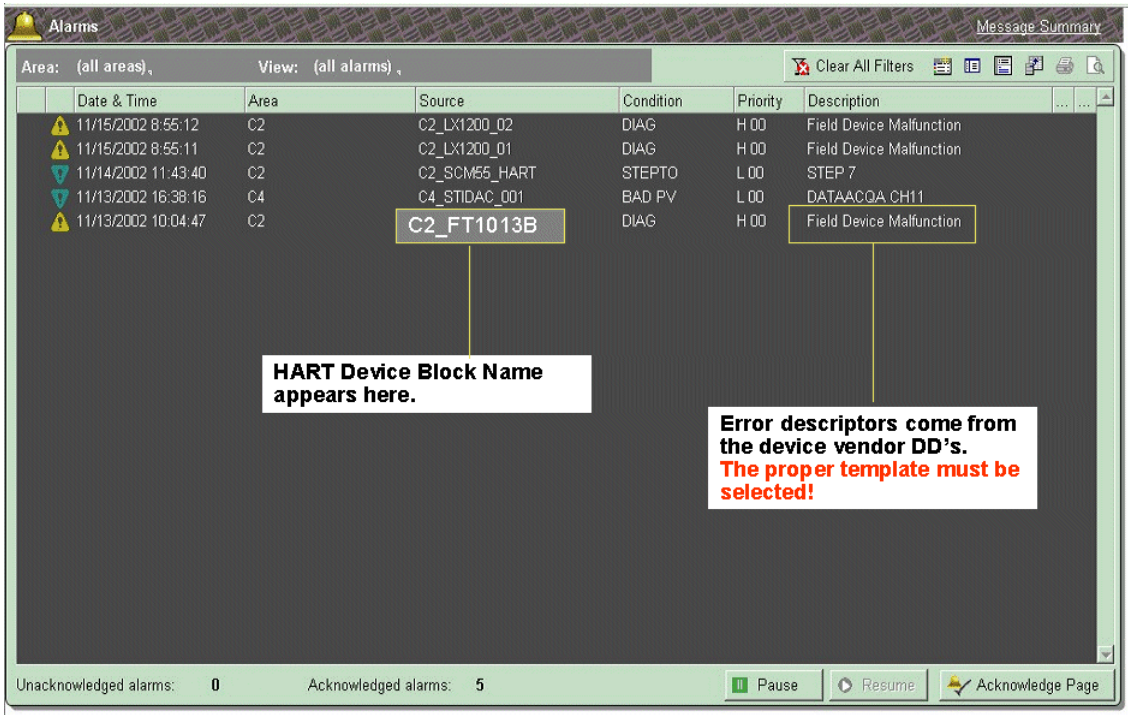 Alarms Message Summary
Area: (all areas), View: (all alarms), Clear All Filters
Date & Time Area Source Condition Priority Description ... ...
11/15/2002 8:55:12 C2 C2_LX1200_02 DIAG H 00 Field Device Malfunction
11/15/2002 8:55:11 C2 C2_LX1200_01 DIAG H 00 Field Device Malfunction
11/14/2002 11:43:40 C2 C2_SCM55_HART STEPTO L 00 STEP 7
11/13/2002 16:38:16 C4 C4_STIDAC_001 BAD PV L 00 DATAACQA CH11
11/13/2002 10:04:47 C2 C2_FT1013B DIAG H 00 Field Device Malfunction
HART Device Block Name
appears here.
Error descriptors come from
the device vendor DD's.
The proper template must be
selected!
Unacknowledged alarms: 0 Acknowledged alarms: 5 Pause Resume Acknowledge Page